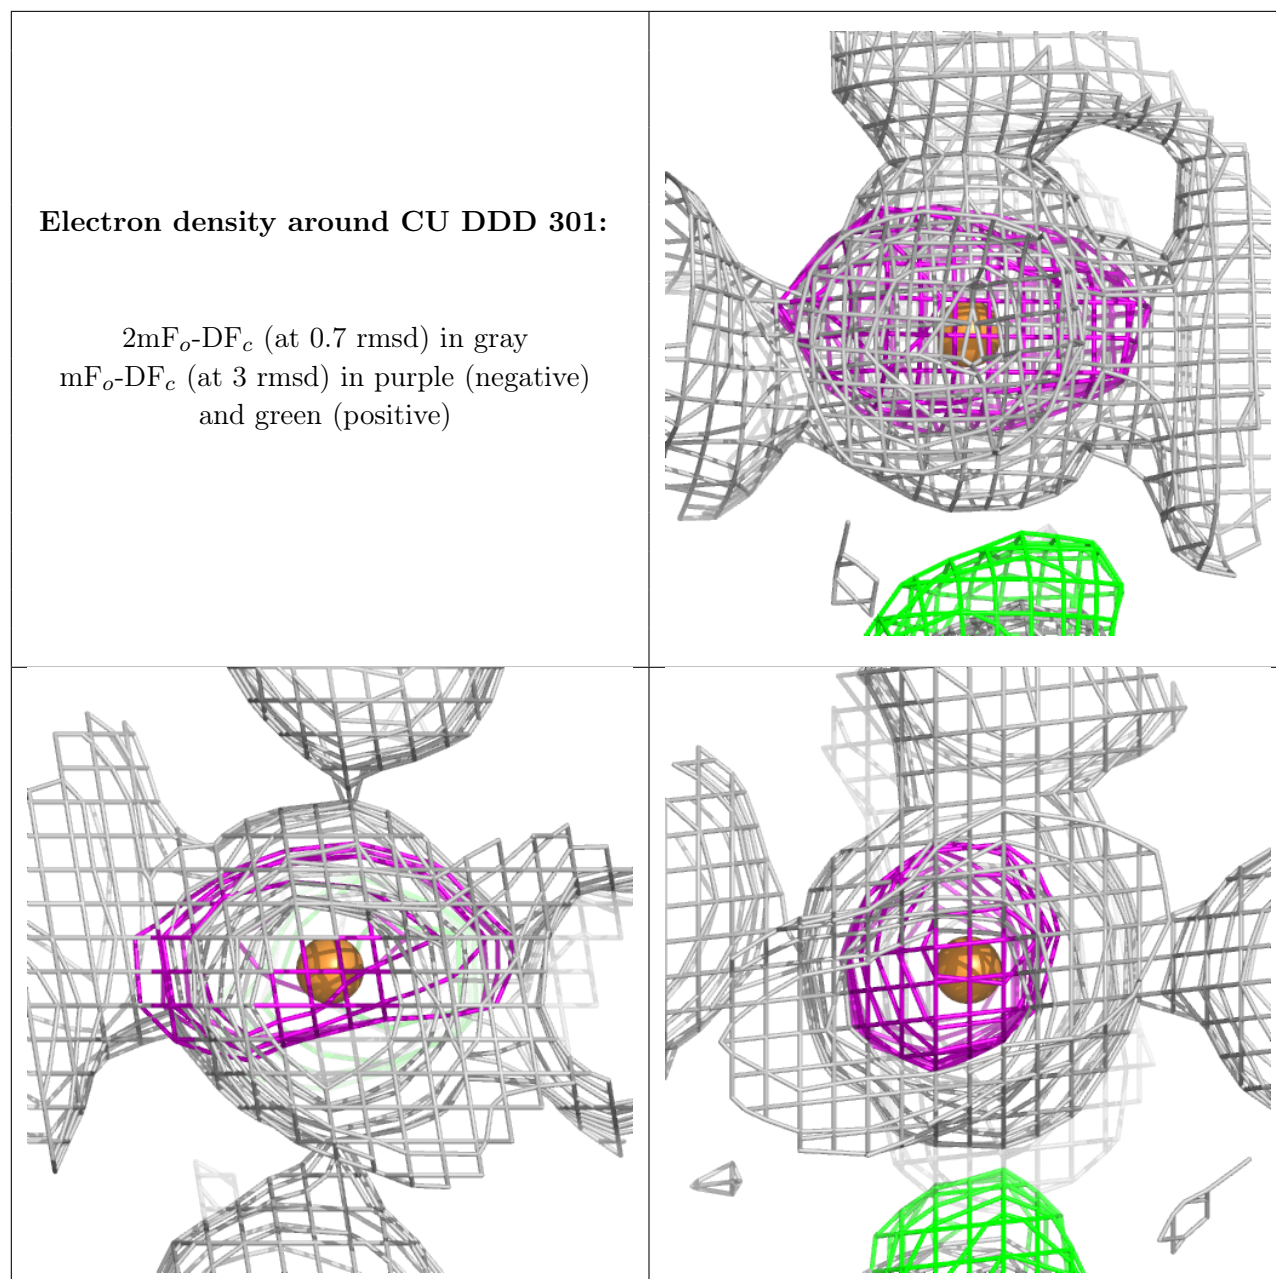 Electron density around CU DDD 301:
2mFo-DFc (at 0.7 rmsd) in gray
mFo-DFc (at 3 rmsd) in purple (negative)
and green (positive)